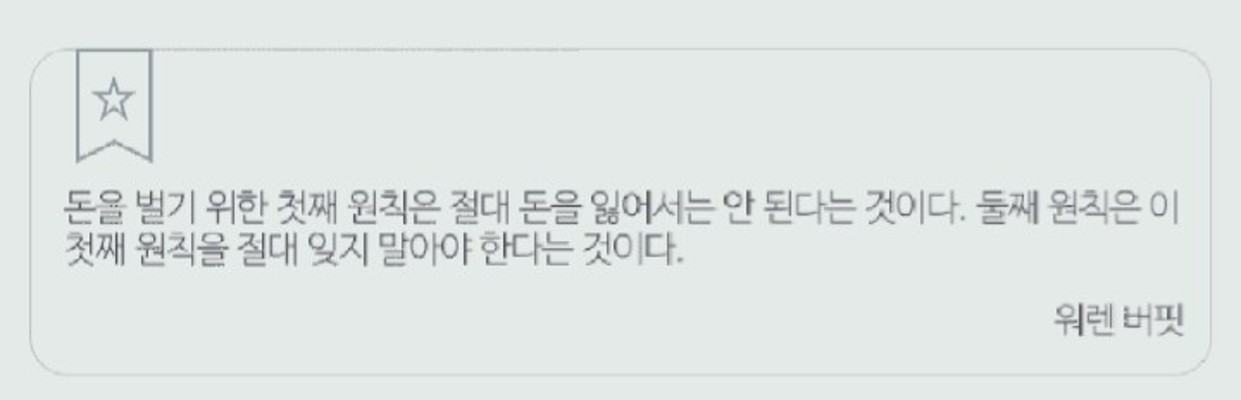 돈을 벌기 위한 첫째 원칙은 절대 돈을 잃어서는 안 된다는 것이다. 둘째 원칙은 이
첫째 원칙을 절대 잊지 말아야 한다는 것이다.
워렌 버핏